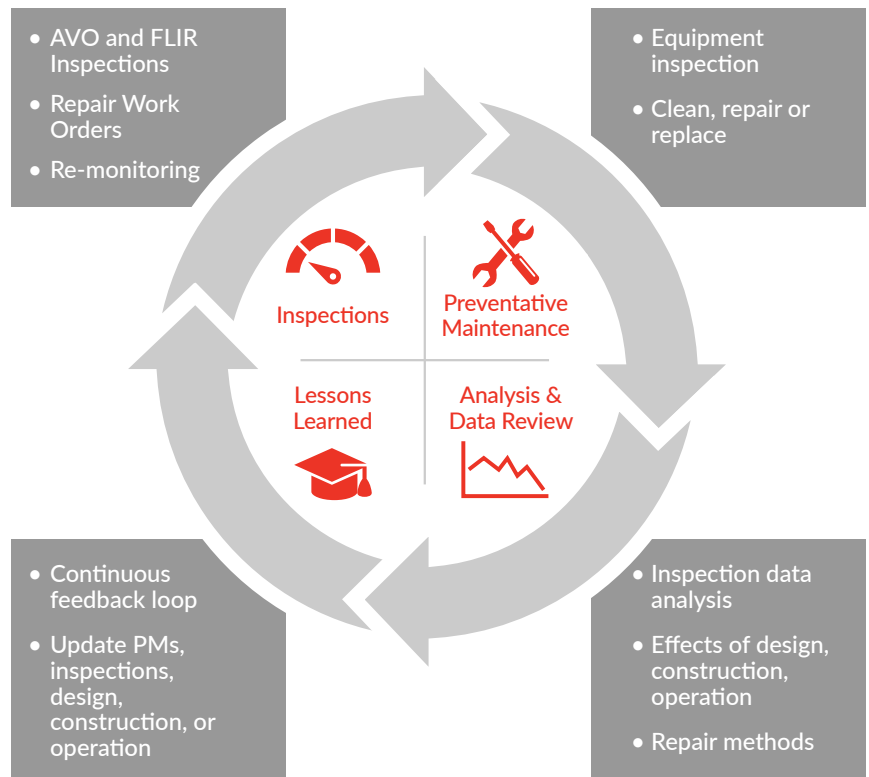 • AVO and FLIR
Inspections
• Repair Work
Orders
• Re-monitoring
• Equipment
inspection
• Clean, repair or
replace
Inspections
Preventative
Maintenance
Lessons
Learned
Analysis &
Data Review
• Continuous
feedback loop
• Update PMs,
inspections,
design,
construction, or
operation
• Inspection data
analysis
• Effects of design,
construction,
operation
• Repair methods